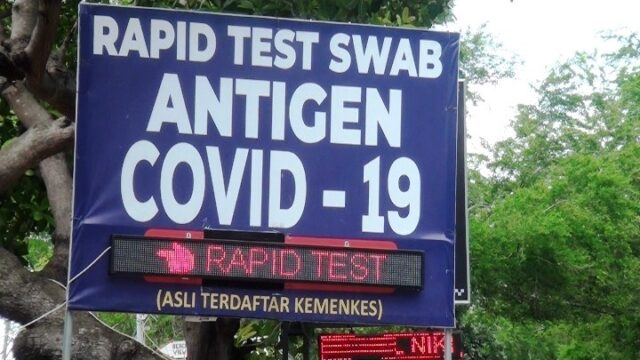 RAPID TEST SWAB
ANTIGEN
COVID - 19
RAPID TEST
(ASLI TERDAFTAR KEMENKES)
NIK